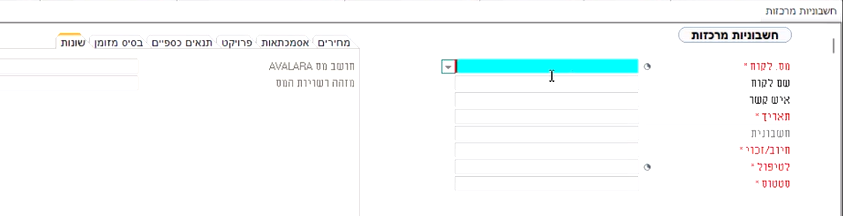 חשבוניות מרכזות
חשבוניות מרכזות
מס. לקוח *
שם לקוח
איש קשר
תאריך *
חשבונית
חיוב/זכוי *
לטיפול *
סטטוס *
מחירים אסמכתאות פרויקט תנאים כספיים בסיס מזומן שונות
חושב מס AVALARA
מזהה רשויות המס